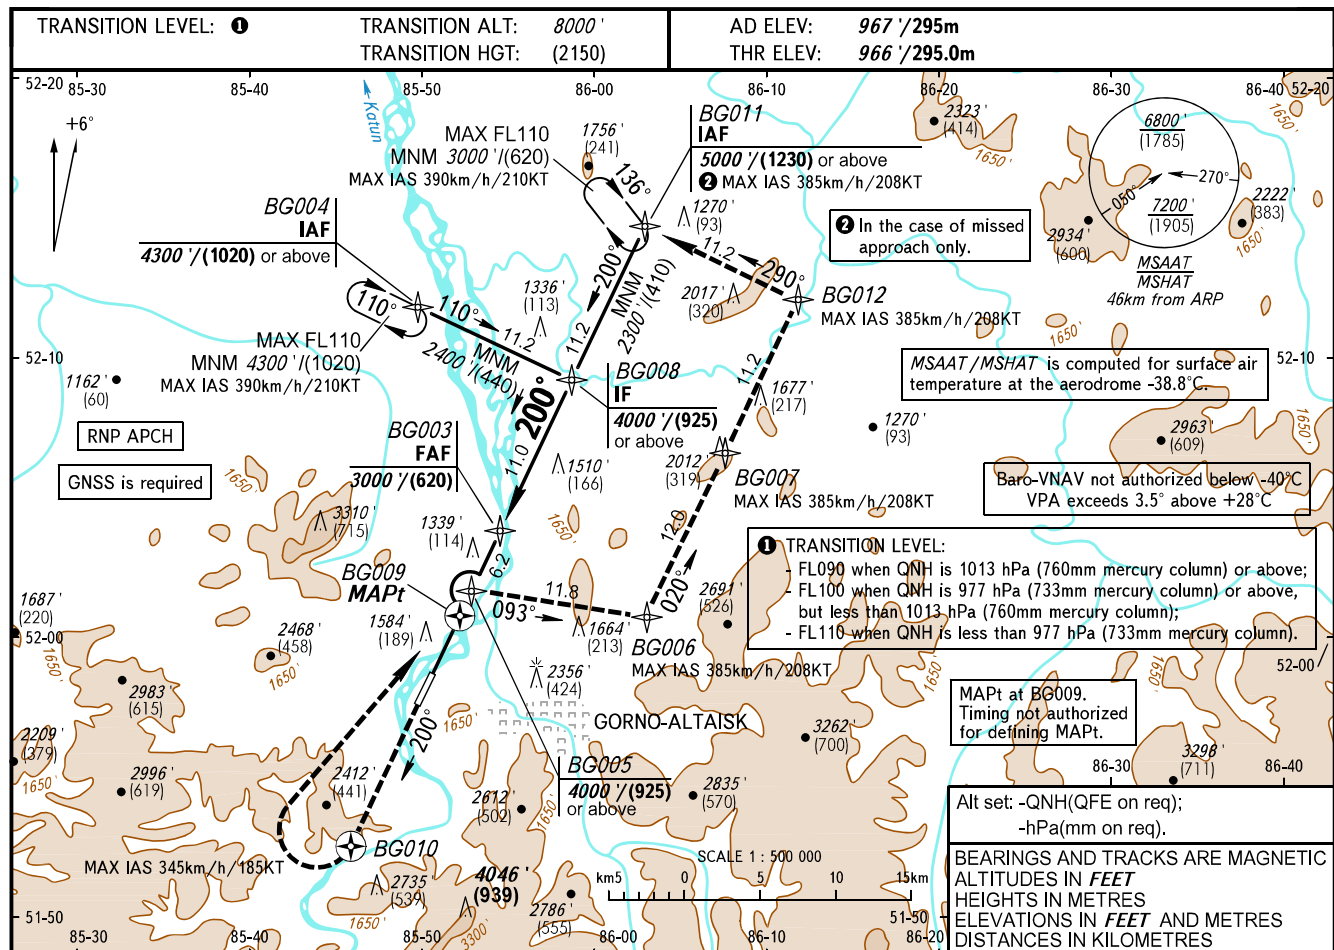 TRANSITION LEVEL: ❶
TRANSITION ALT: 8000'
TRANSITION HGT: (2150)
AD ELEV: 967'/295m
THR ELEV: 966'/295.0m
52-20
85-30
85-40
85-50
86-00
86-10
86-20
86-30
86-40
52-20
+6°
Katun
MAX FL110
MNM 3000'/(620)
MAX IAS 390km/h/210KT
1756'
(241)
136°
BG011
IAF
5000'/(1230) or above
❷ MAX IAS 385km/h/208KT
2323'
(414)
1650'
1650'
6800'
(1785)
050°
270°
7200'
(1905)
MSAAT
MSHAT
46km from ARP
2222'
(383)
1650'
2934'
(600)
BG004
IAF
4300'/(1020) or above
1270'
(93)
❷ In the case of missed
approach only.
11.2
290°
200°
MNM
2300'/(410)
11.2
1336'
(113)
2017'
(320)
BG012
MAX IAS 385km/h/208KT
110°
110°
11.2
MNM
2400'/(440)
MAX FL110
MNM 4300'/(1020)
MAX IAS 390km/h/210KT
1650'
52-10
52-10
MSAAT/MSHAT is computed for surface air
temperature at the aerodrome -38.8°C.
1162'
(60)
BG008
IF
4000'/(925)
or above
11.2
1677'
(217)
1270'
(93)
2963'
(609)
1650'
RNP APCH
GNSS is required
BG003
FAF
3000'/(620)
200°
11.0
1510'
(166)
2012'
(319)
BG007
MAX IAS 385km/h/208KT
Baro-VNAV not authorized below -40°C
VPA exceeds 3.5° above +28°C
1650'
3310'
(715)
1339'
(114)
6.2
12.0
020°
❶ TRANSITION LEVEL:
- FL090 when QNH is 1013 hPa (760mm mercury column) or above;
- FL100 when QNH is 977 hPa (733mm mercury column) or above,
but less than 1013 hPa (760mm mercury column);
- FL110 when QNH is less than 977 hPa (733mm mercury column).
BG009
MAPt
11.8
093°
2691'
(526)
1687'
(220)
52-00
1650'
2468'
(458)
1650'
1584'
(189)
1664'
(213)
BG006
MAX IAS 385km/h/208KT
1650'
1650'
52-00
2983'
(615)
2356'
(424)
GORNO-ALTAISK
MAPt at BG009.
Timing not authorized
for defining MAPt.
1650'
200°
2209'
(379)
1650'
3262'
(700)
3298'
(711)
2996'
(619)
2412'
(441)
BG005
4000'/(925)
or above
2612'
(502)
1650'
2835'
(570)
86-30
86-40
Alt set: -QNH(QFE on req);
-hPa(mm on req).
BG010
MAX IAS 345km/h/185KT
2735
(539)
4046'
(939)
2786'
(555)
SCALE 1 : 500 000
km5 0 5 10 15km
BEARINGS AND TRACKS ARE MAGNETIC
ALTITUDES IN FEET
HEIGHTS IN METRES
ELEVATIONS IN FEET AND METRES
DISTANCES IN KILOMETRES
51-50
1650'
3300'
51-50
85-30
85-40
85-50
86-00
86-10
86-20